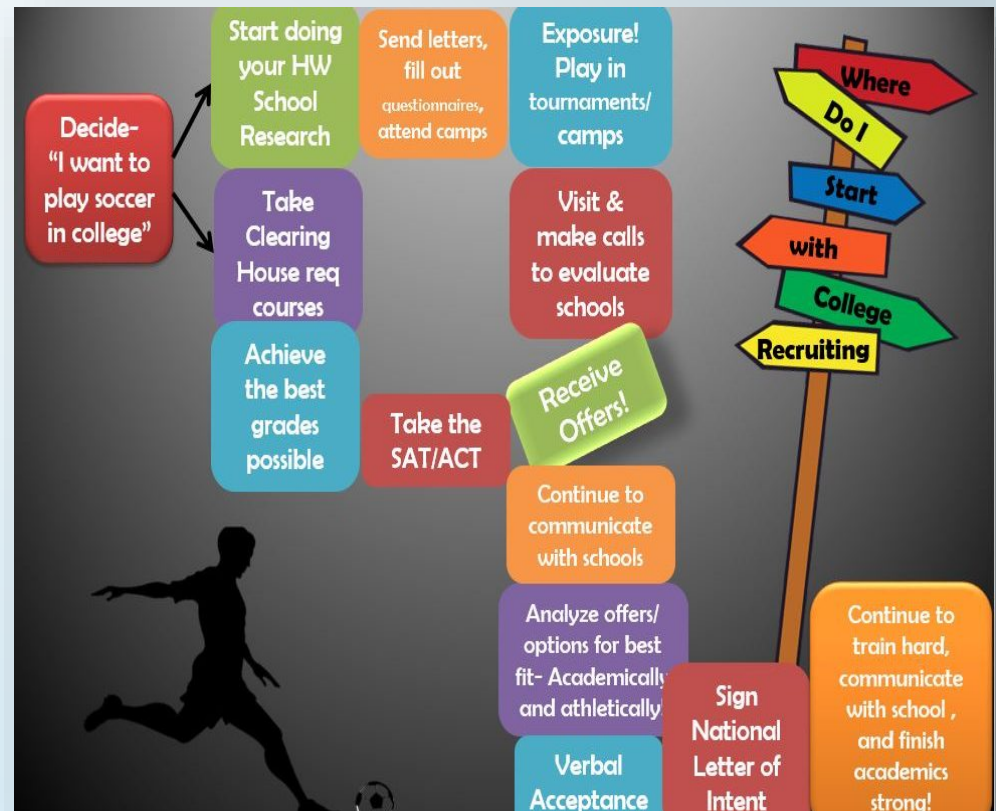 Decide-
“I want to
play soccer
in college”
Start doing
your HW
School
Research
Send letters,
fill out
questionnaires,
attend camps
Exposure!
Play in
tournaments/
camps
Take
Clearing
House req
courses
Visit &
make calls
to evaluate
schools
Achieve
the best
grades
possible
Take the
SAT/ACT
Receive
Offers!
Continue to
communicate
with schools
Analyze offers/
options for best
fit- Academically
and athletically!
Verbal
Acceptance
Sign
National
Letter of
Intent
Continue to
train hard,
communicate
with school ,
and finish
academics
strong!
Where
Do I
Start
with
College
Recruiting